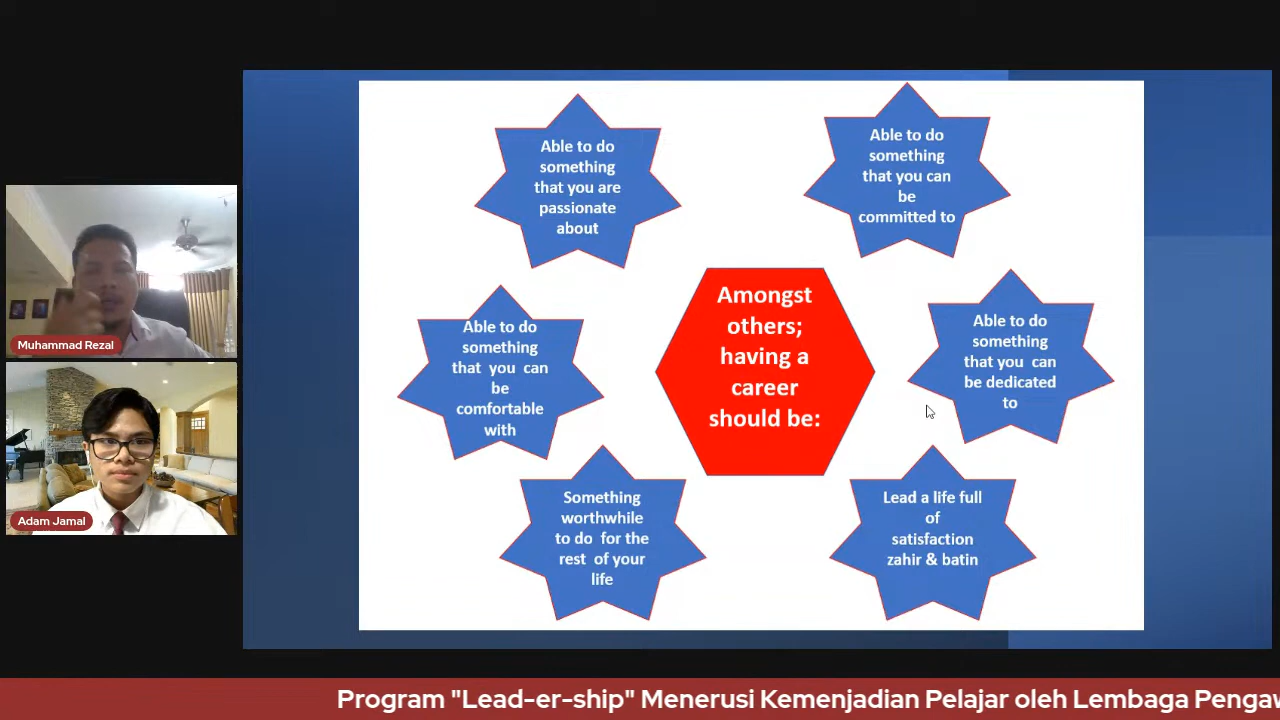 Able to do
something
that you are
passionate
about
Able to do
something
that you can
be
committed to
Able to do
something
that you can
be
comfortable
with
Amongst
others;
having a
career
should be:
Able to do
something
that you can
be dedicated
to
Something
worthwhile
to do for the
rest of your
life
Lead a life full
of
satisfaction
zahir & batin
Muhammad Rezal
Adam Jamal
Program "Lead-er-ship" Menerusi Kemenjadian Pelajar oleh Lembaga